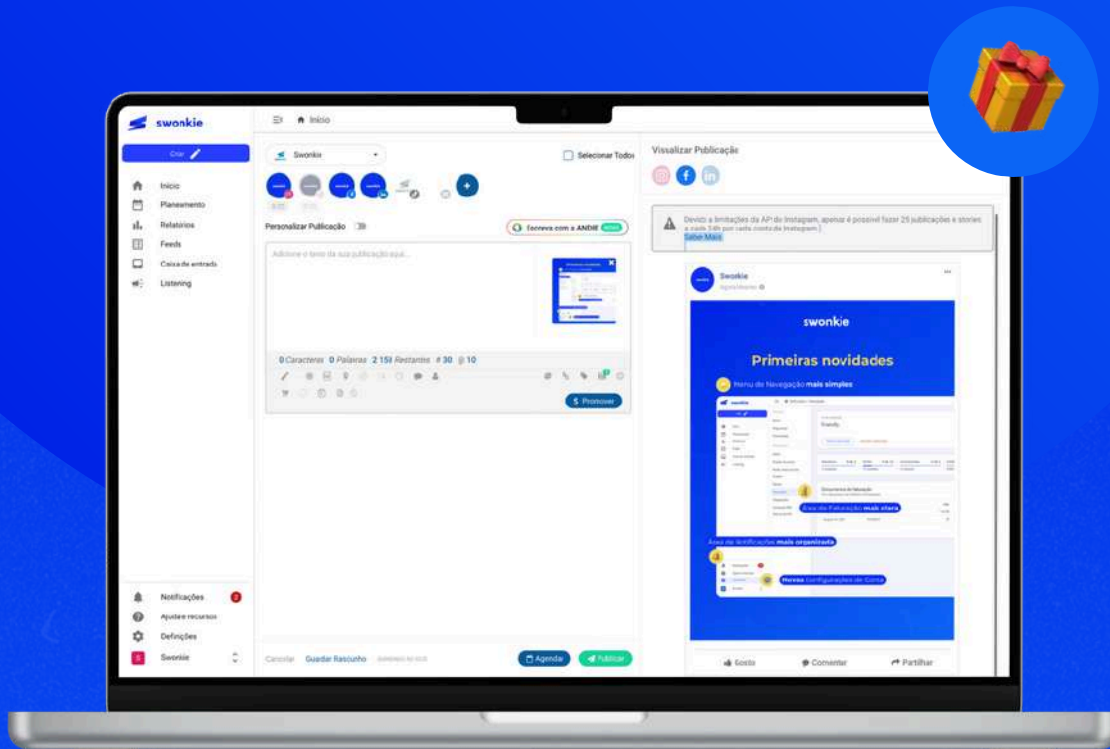 swonkie
Início
Criar
Início
Planeamento
Relatórios
Feeds
Caixa de entrada
Listening
Notificações
Ajuda e recursos
Definições
Swonkie
Swonkie
Selecionar Todos
Personalizar Publicação
Escreva com a ANDIE
Adicione o texto da sua publicação aqui...
0 Caracteres 0 Palavras 2 158 Restantes # 30 @ 10
$ Promover
Cancelar Guardar Rascunho
Agendar Publicar
Visualizar Publicação
Devido a limitações da API do Instagram, apenas é possível fazer 25 publicações e stories
a cada 24h por cada conta de Instagram.
Saber Mais
Swonkie
swonkie
Primeiras novidades
Menu de Navegação mais simples
Área de Faturação mais clara
Área de Notificações mais organizada
Novas Configurações de Conta
Gosto Comentar Partilhar